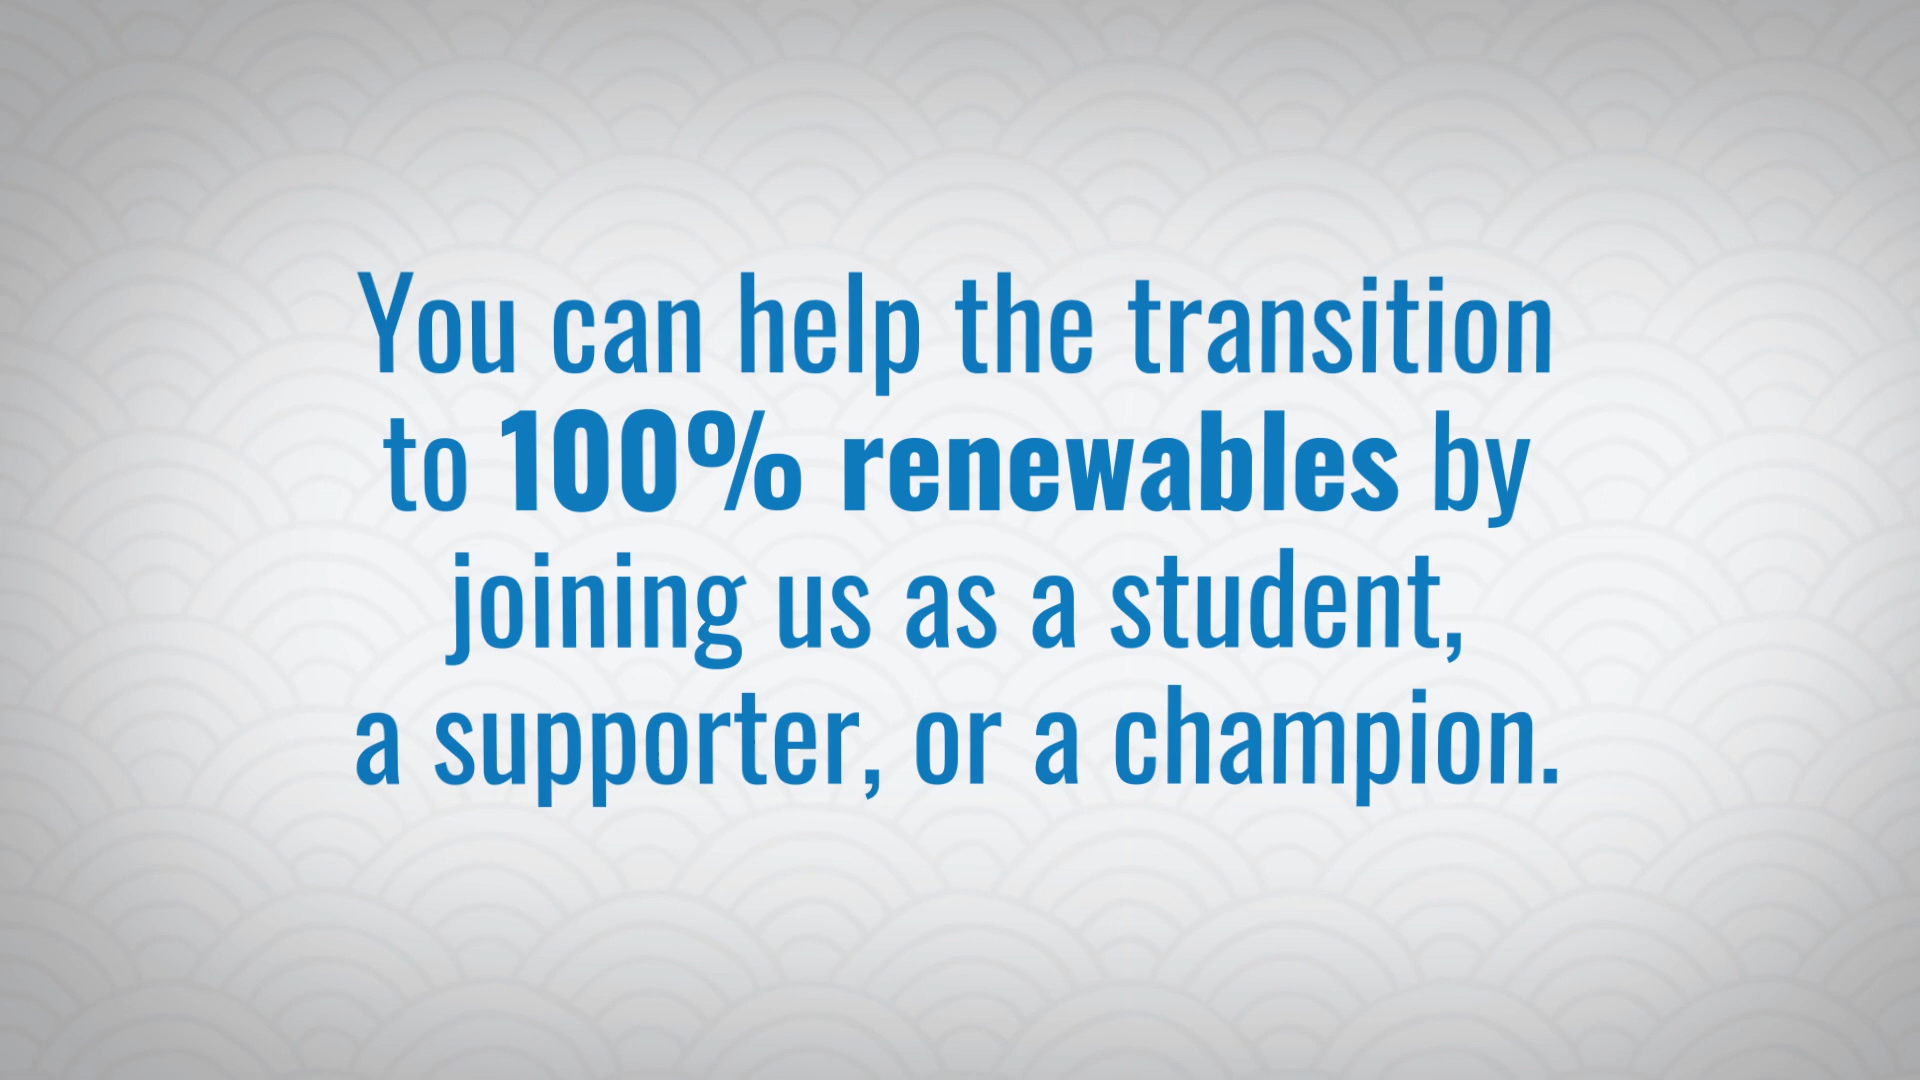 You can help the transition
to 100% renewables by
joining us as a student,
a supporter, or a champion.